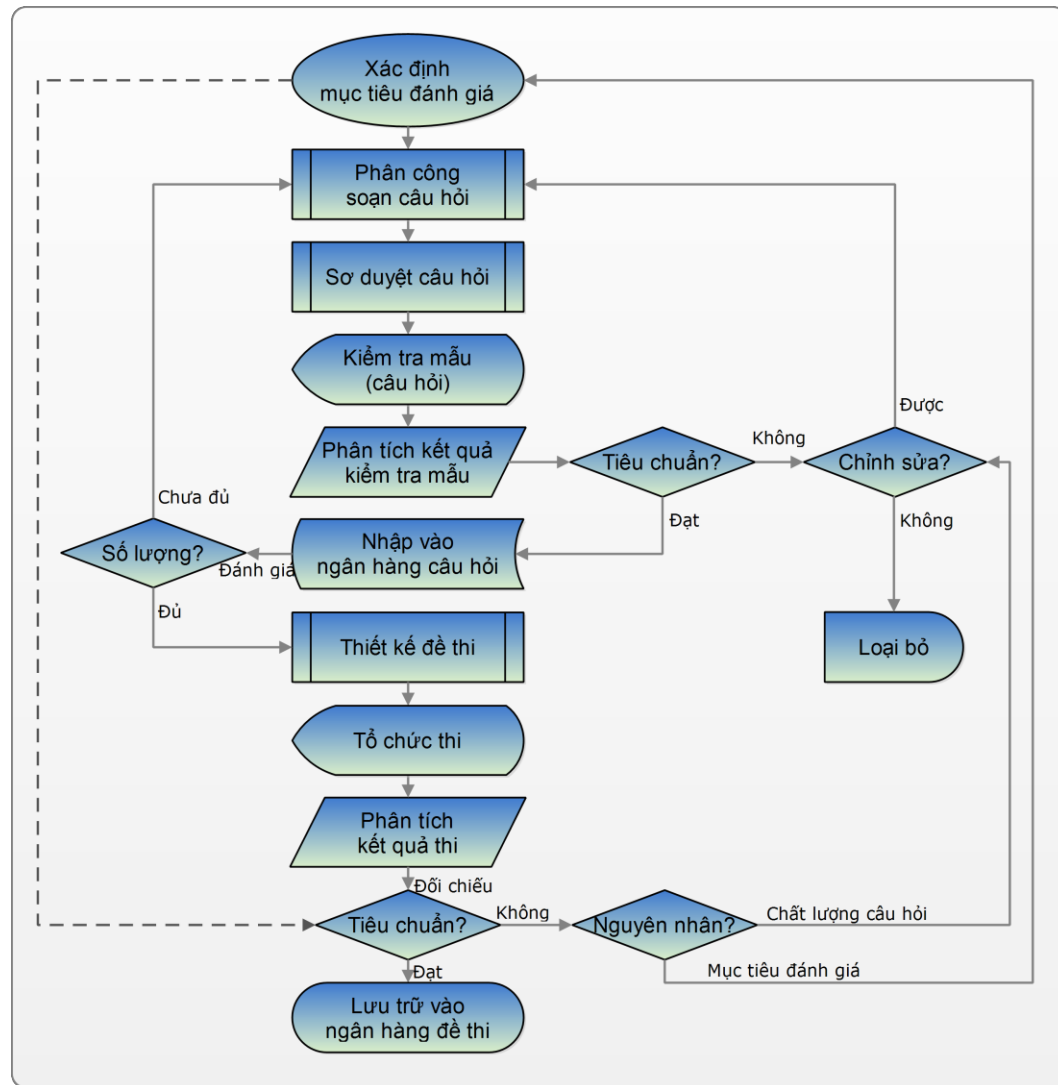 Xác định
mục tiêu đánh giá
Phân công
soạn câu hỏi
Sơ duyệt câu hỏi
Kiểm tra mẫu
(câu hỏi)
Được
Phân tích kết quả
kiểm tra mẫu
Tiêu chuẩn?
Không
Chỉnh sửa?
Chưa đủ
Đạt
Không
Số lượng?
Đánh giá
Nhập vào
ngân hàng câu hỏi
Đủ
Thiết kế đề thi
Loại bỏ
Tổ chức thi
Phân tích
kết quả thi
Đối chiếu
Tiêu chuẩn?
Không
Nguyên nhân?
Chất lượng câu hỏi
Mục tiêu đánh giá
Đạt
Lưu trữ vào
ngân hàng đề thi